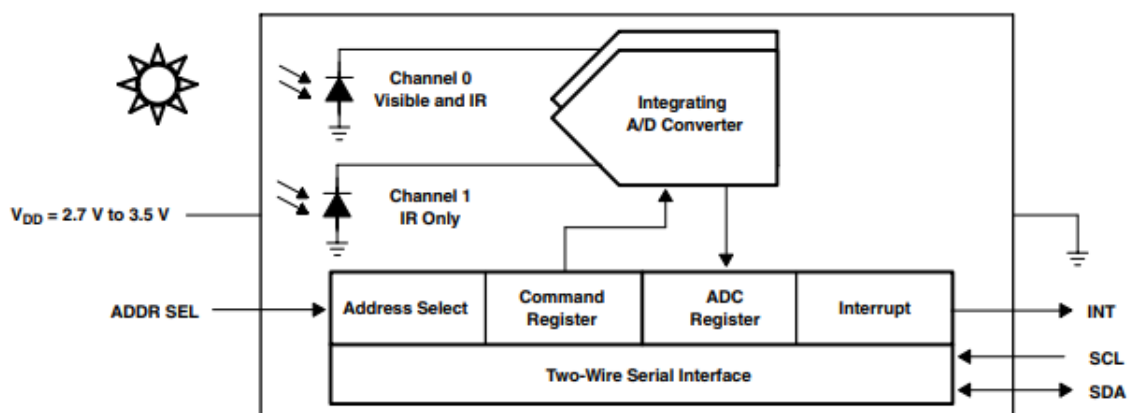 Channel 0
Visible and IR
Integrating
A/D Converter
Channel 1
IR Only
VDD = 2.7 V to 3.5 V
ADDR SEL
Address Select
Command
Register
ADC
Register
Interrupt
INT
Two-Wire Serial Interface
SCL
SDA